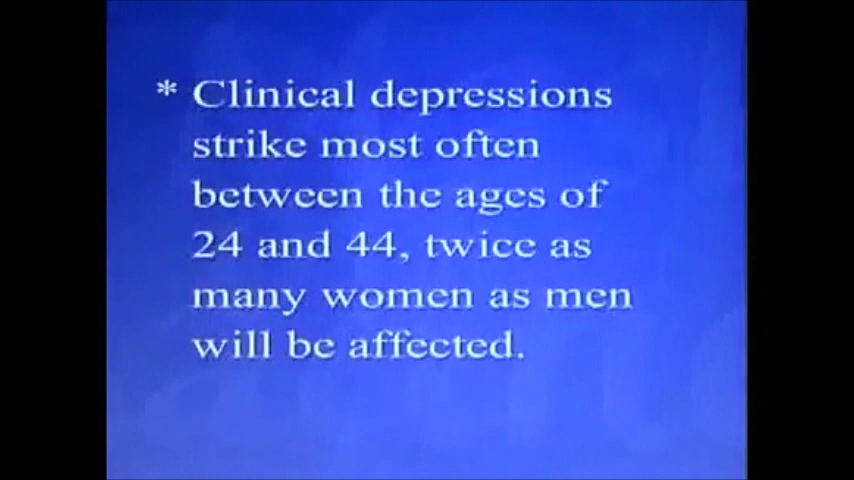 * Clinical depressions
strike most often
between the ages of
24 and 44, twice as
many women as men
will be affected.